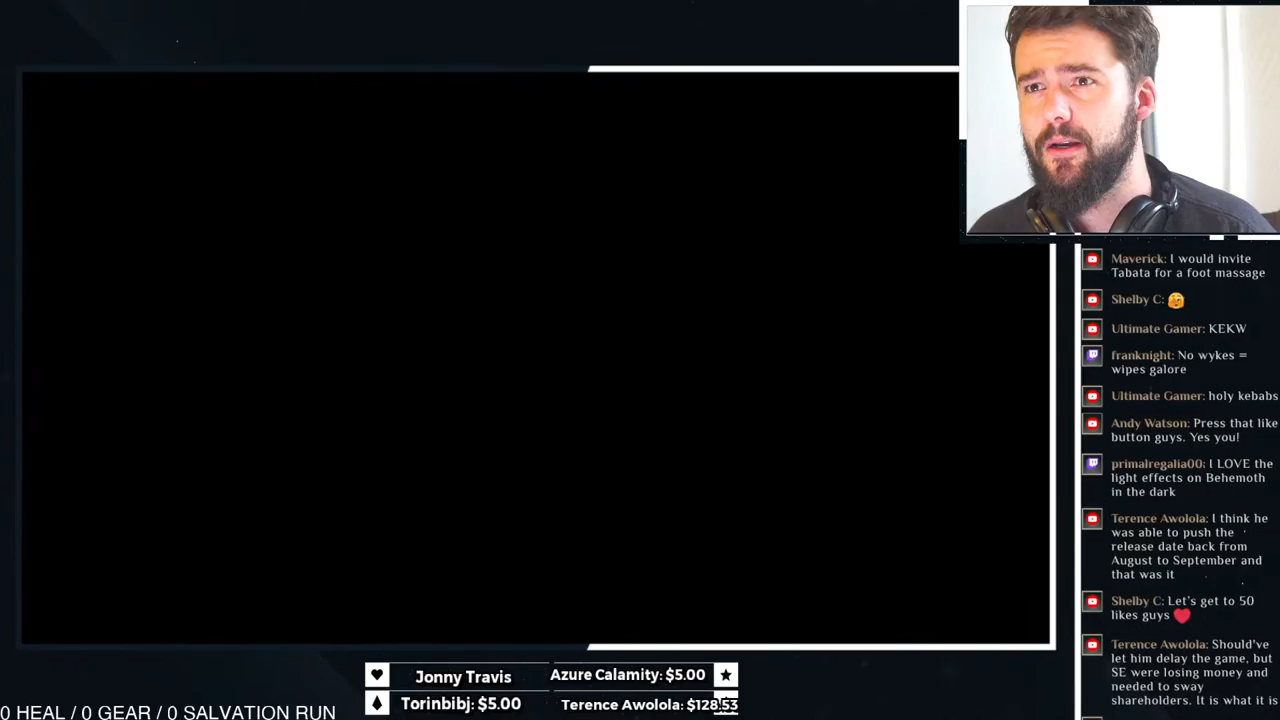 Maverick: I would invite
Tabata for a foot massage
Shelby C:
Ultimate Gamer: KEKW
franknight: No wykes =
wipes galore
Ultimate Gamer: holy kebabs
Andy Watson: Press that like
button guys. Yes you!
primalregalia00: I LOVE the
light effects on Behemoth
in the dark
Terence Awolola: I think he
was able to push the
release date back from
August to September and
that was it
Shelby C: Let's get to 50
likes guys
Terence Awolola: Should've
let him delay the game, but
SE were losing money and
needed to sway
shareholders. It is what it is
Jonny Travis
Azure Calamity: $5.00
Torinbibj: $5.00
Terence Awolola: $128.53
0 HEAL / 0 GEAR / 0 SALVATION RUN